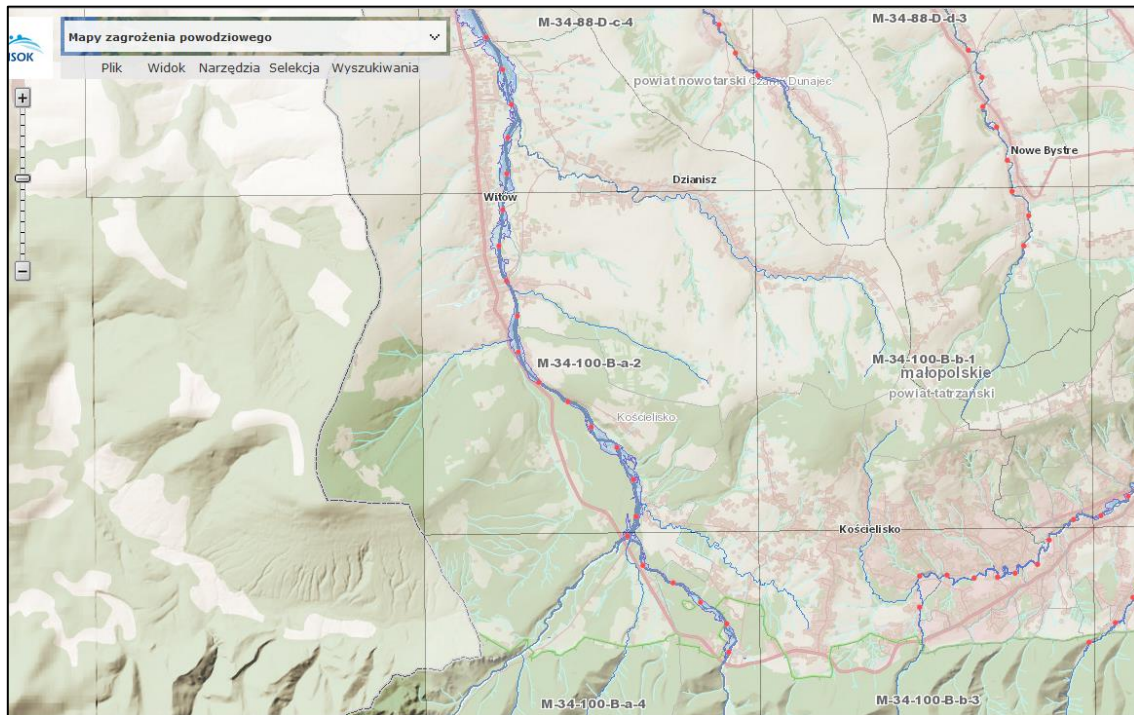 M-34-88-D-c-4
M-34-88-D-d-3
Mapy zagrożenia powodziowego
ISOK
Plik Widok Narzędzia Selekcja Wyszukiwania
powiat nowotarski
Czarny Dunajec
Nowe Bystre
Dzianisz
Witów
M-34-100-B-a-2
M-34-100-B-b-1
małopolskie
powiat tatrzański
Kościelisko
Kościelisko
M-34-100-B-a-4
M-34-100-B-b-3